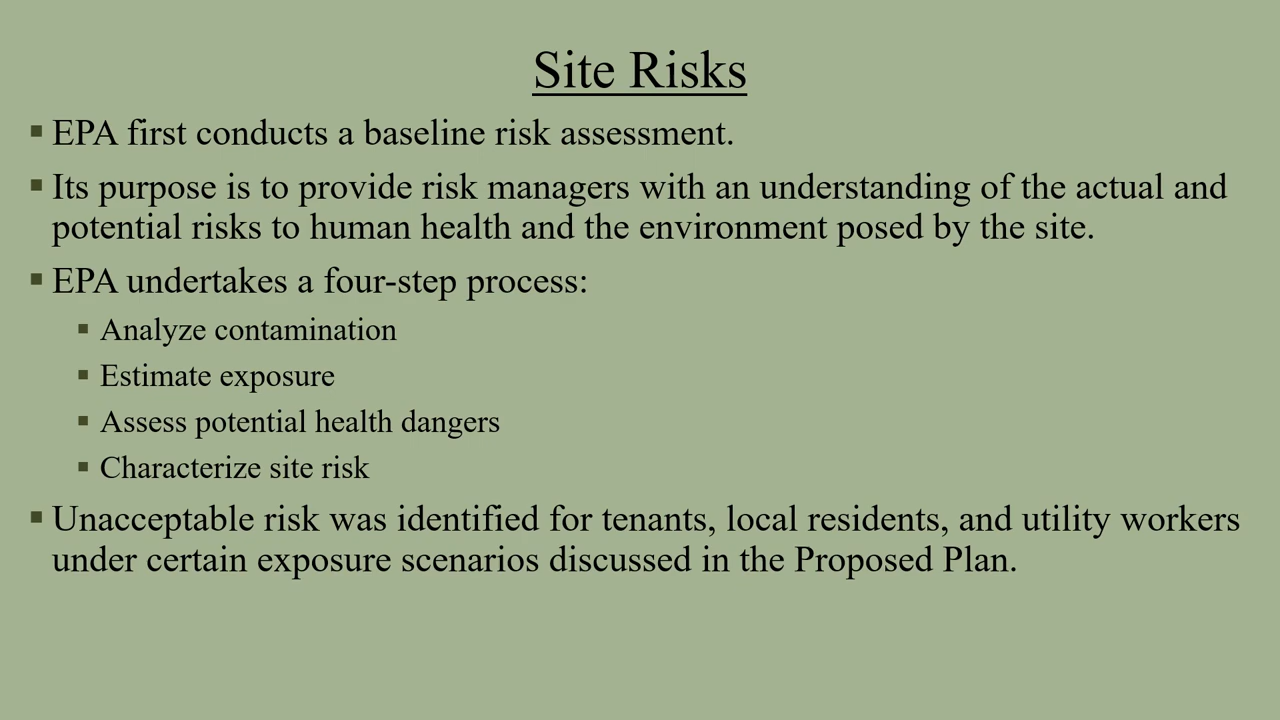 Site Risks
▪ EPA first conducts a baseline risk assessment.
▪ Its purpose is to provide risk managers with an understanding of the actual and
potential risks to human health and the environment posed by the site.
▪ EPA undertakes a four-step process:
▪ Analyze contamination
▪ Estimate exposure
▪ Assess potential health dangers
▪ Characterize site risk
▪ Unacceptable risk was identified for tenants, local residents, and utility workers
under certain exposure scenarios discussed in the Proposed Plan.